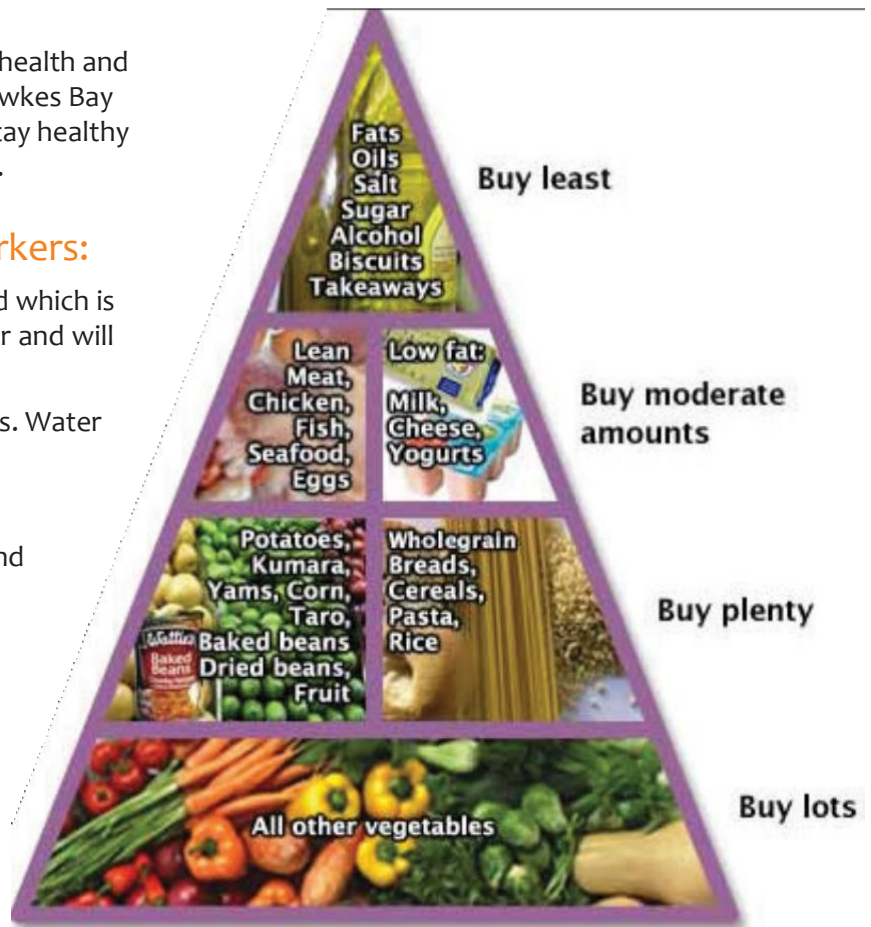 health and
wkes Bay
tay healthy
.
rkers:
d which is
r and will
s. Water
nd
Fats
Oils
Salt
Sugar
Alcohol
Biscuits
Takeaways
Buy least
Lean
Meat,
Chicken,
Fish,
Seafood,
Eggs
Low fat:
Milk,
Cheese,
Yogurts
Buy moderate
amounts
Potatoes,
Kumara,
Yams, Corn,
Taro,
Baked beans
Dried beans,
Fruit
Wattie's
Baked
Beans
Wholegrain
Breads,
Cereals,
Pasta,
Rice
Buy plenty
All other vegetables
Buy lots